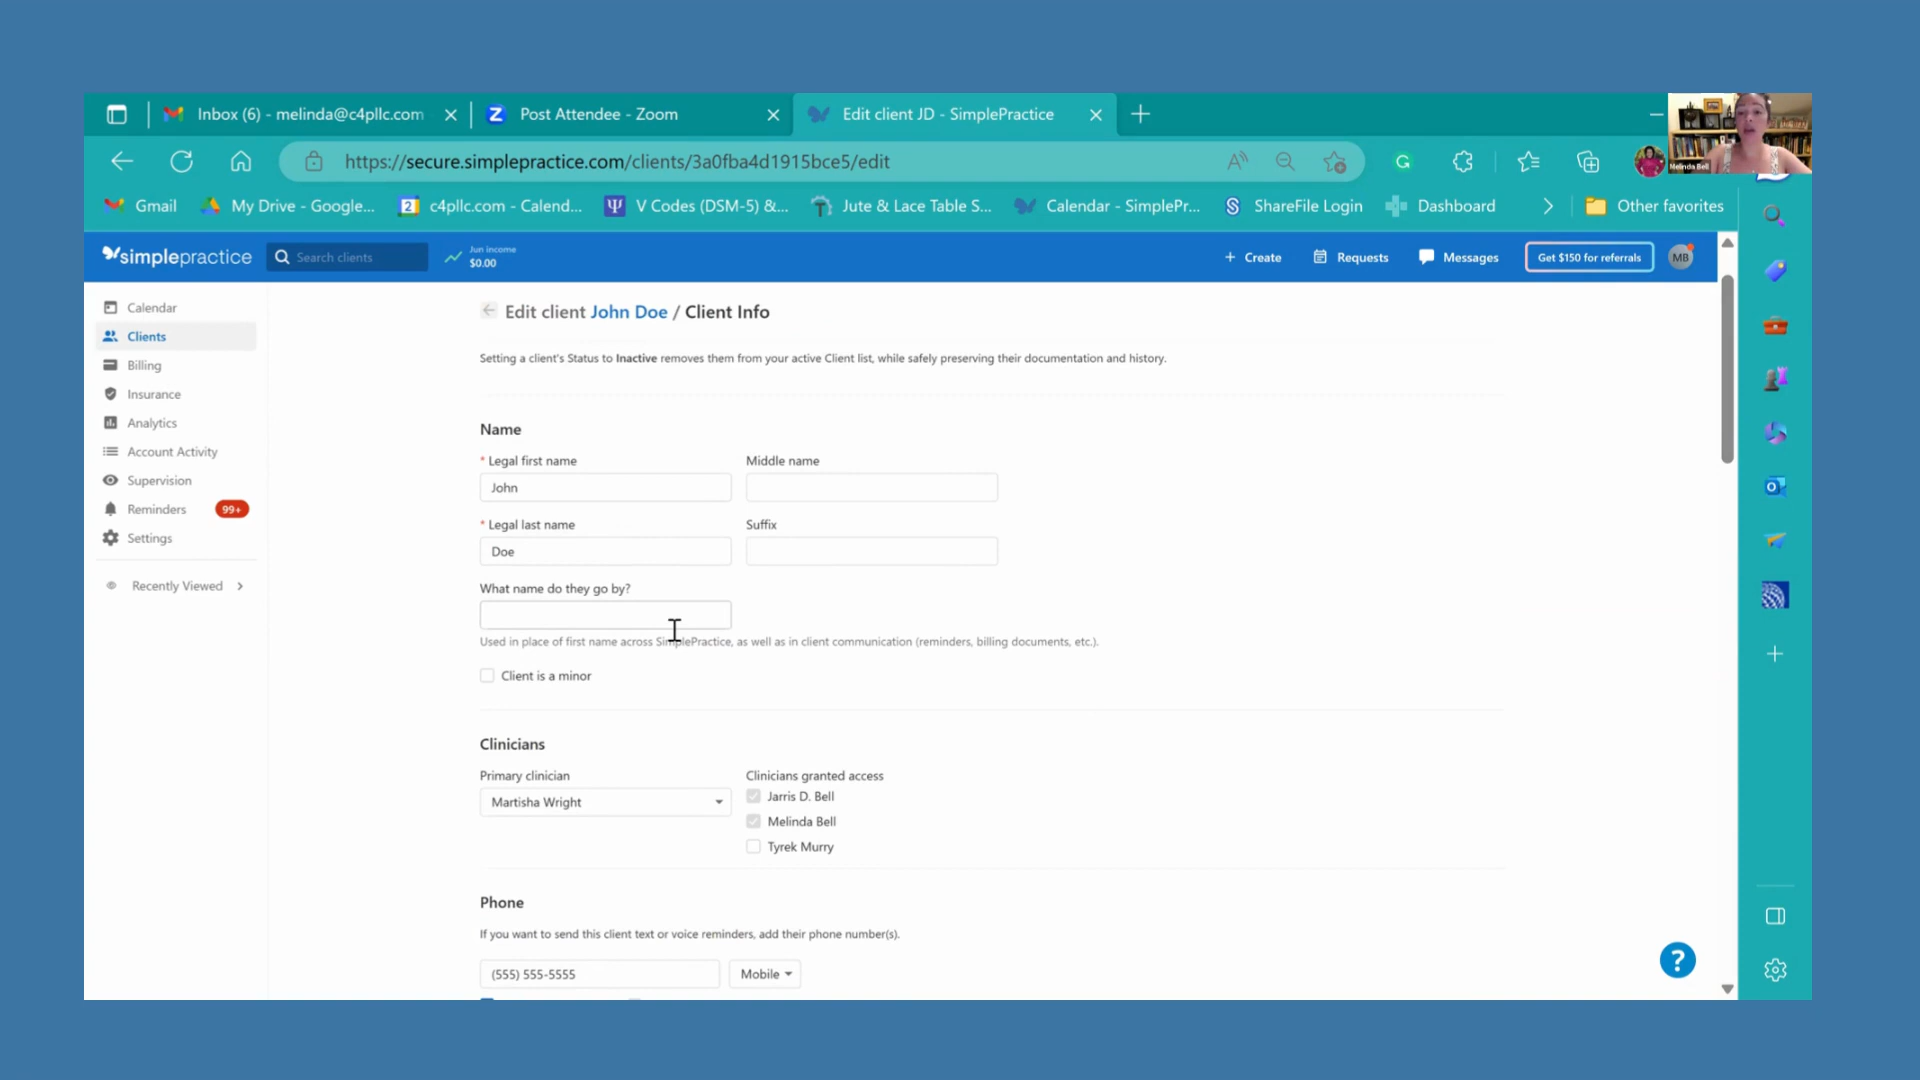 Inbox (6) - melinda@c4pllc.com
Post Attendee - Zoom
Edit client JD - SimplePractice
https://secure.simplepractice.com/clients/3a0fba4d1915bce5/edit
Melinda Bell
Gmail
My Drive - Google...
c4pllc.com - Calend...
V Codes (DSM-5) &...
Jute & Lace Table S...
Calendar - SimplePr...
ShareFile Login
Dashboard
Other favorites
simplepractice
Search clients
Jun income
$0.00
+ Create
Requests
Messages
Get $150 for referrals
MB
Calendar
Clients
Billing
Insurance
Analytics
Account Activity
Supervision
Reminders 99+
Settings
Recently Viewed
Edit client John Doe / Client Info
Setting a client's Status to Inactive removes them from your active Client list, while safely preserving their documentation and history.
Name
* Legal first name
Middle name
John
* Legal last name
Suffix
Doe
What name do they go by?
Used in place of first name across SimplePractice, as well as in client communication (reminders, billing documents, etc.).
Client is a minor
Clinicians
Primary clinician
Clinicians granted access
Martisha Wright
Jarris D. Bell
Melinda Bell
Tyrek Murry
Phone
If you want to send this client text or voice reminders, add their phone number(s).
(555) 555-5555
Mobile
?